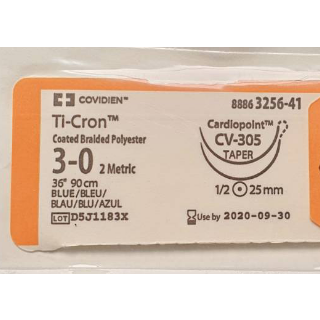 COVIDIEN™
8886 3256-41
Ti-Cron™
Coated Braided Polyester
3-0 2 Metric
36" 90 cm
BLUE/BLEU/
BLAU/BLU/AZUL
LOT D5J1183X
Cardiopoint™
CV-305
TAPER
1/2 25 mm
Use by 2020-09-30